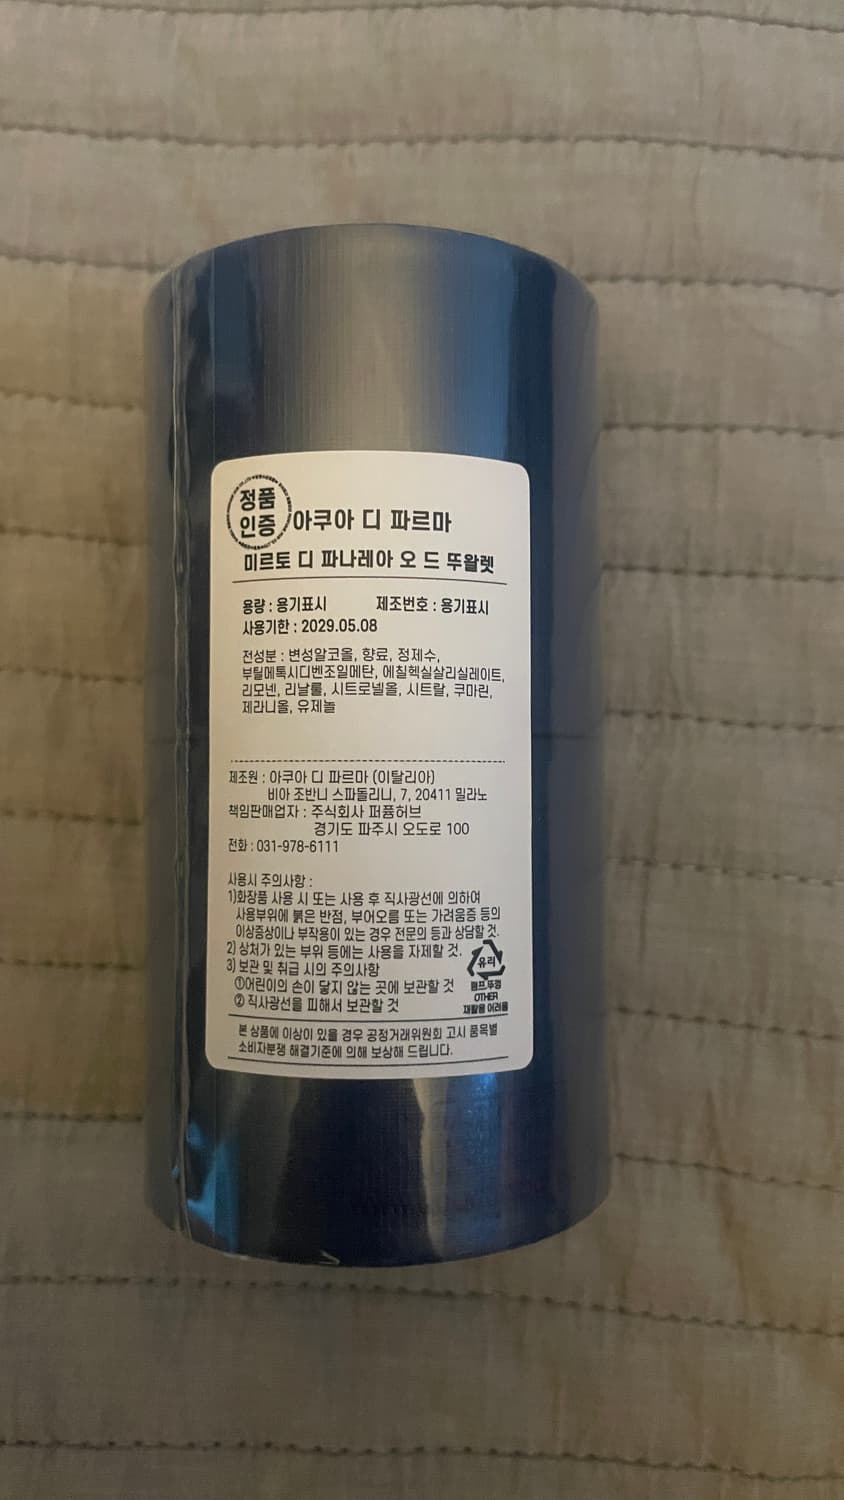 정품
인증
아쿠아 디 파르마
미르토 디 파나레아 오 드 뚜왈렛
용량 : 용기표시 제조번호 : 용기표시
사용기한 : 2029.05.08
전성분 : 변성알코올, 향료, 정제수,
부틸메톡시디벤조일메탄, 에칠헥실살리실레이트,
리모넨, 리날룰, 시트로넬올, 시트랄, 쿠마린,
제라니올, 유제놀
제조원 : 아쿠아 디 파르마 (이탈리아)
비아 조반니 스파돌리니, 7, 20411 밀라노
책임판매업자 : 주식회사 퍼퓸허브
경기도 파주시 오도로 100
전화 : 031-978-6111
사용시 주의사항 :
1)화장품 사용 시 또는 사용 후 직사광선에 의하여
사용부위에 붉은 반점, 부어오름 또는 가려움증 등의
이상증상이나 부작용이 있는 경우 전문의 등과 상담할 것.
2) 상처가 있는 부위 등에는 사용을 자제할 것.
3) 보관 및 취급 시의 주의사항
①어린이의 손이 닿지 않는 곳에 보관할 것
② 직사광선을 피해서 보관할 것
유리
펌프,뚜껑
OTHER
재활용 어려움
본 상품에 이상이 있을 경우 공정거래위원회 고시 품목별
소비자분쟁 해결기준에 의해 보상해 드립니다.